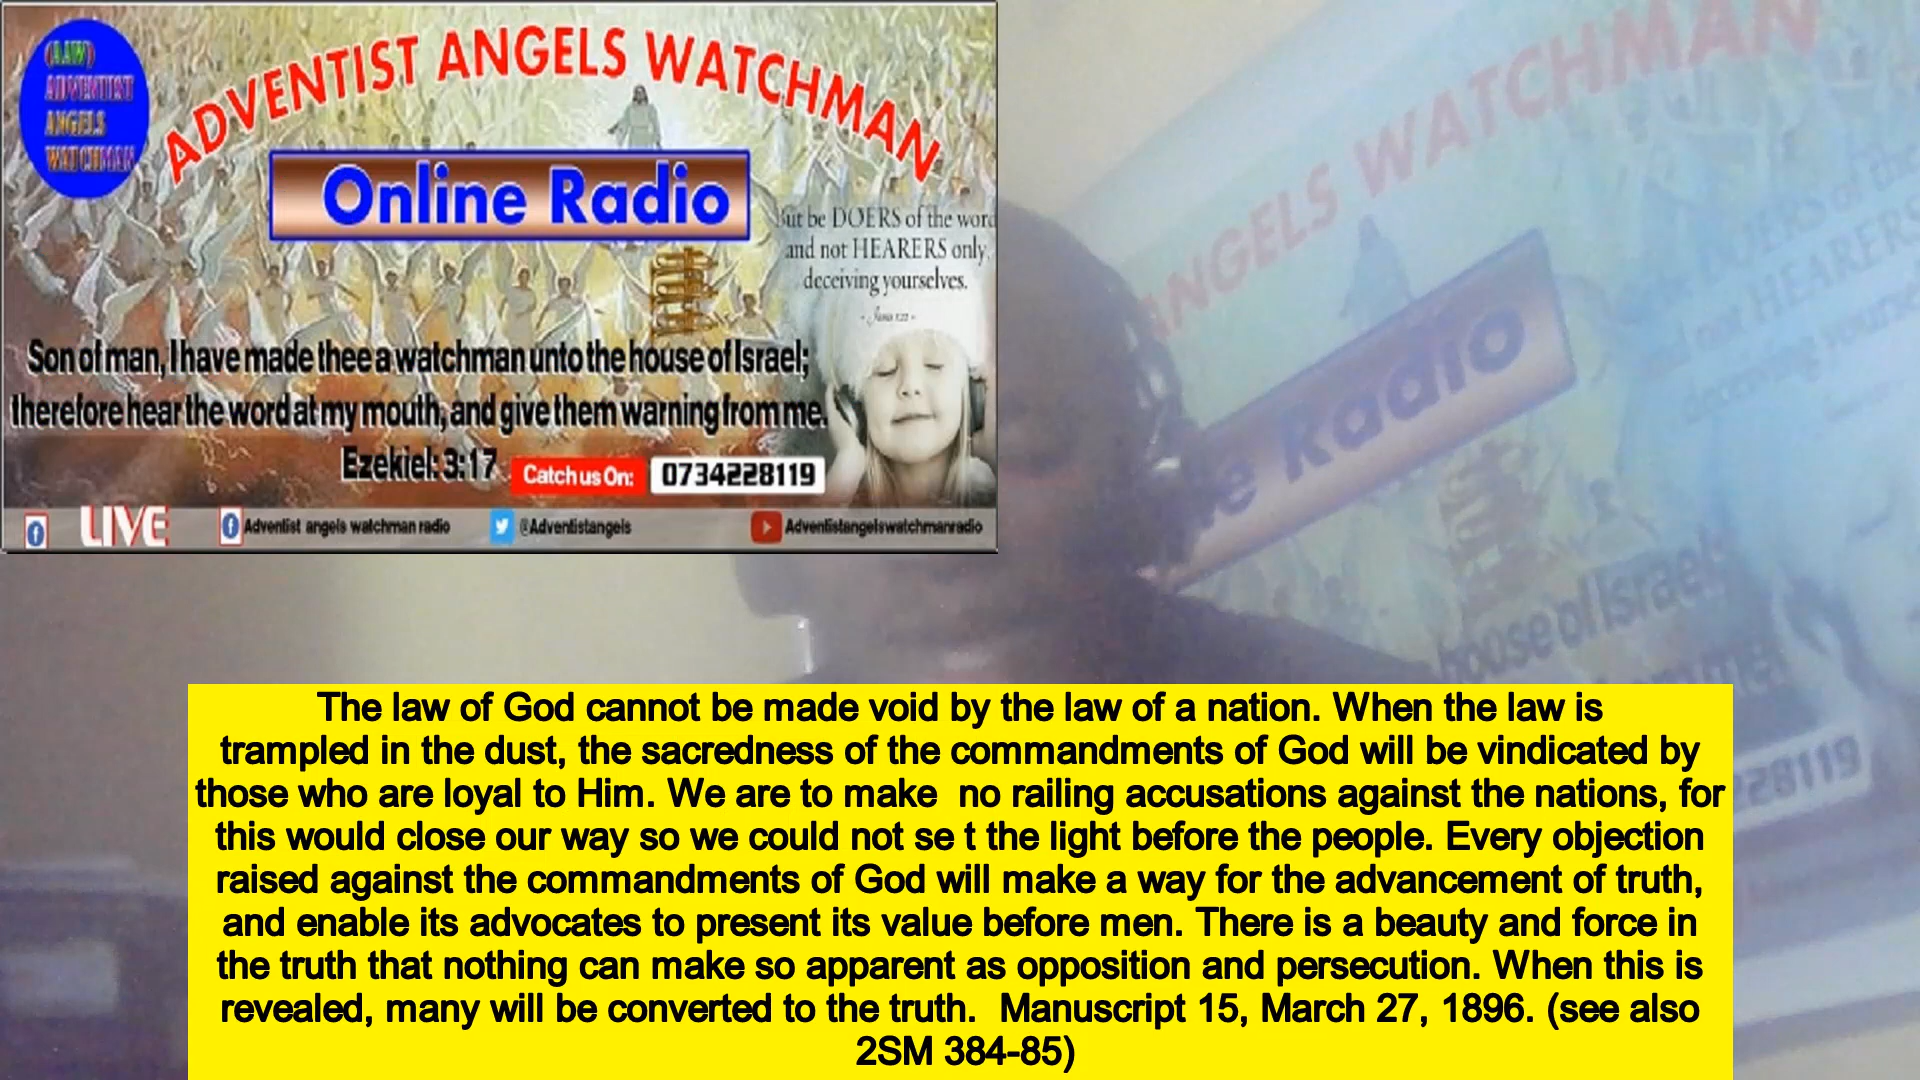 (AAW)
ADVENTIST
ANGELS
WATCHMAN
ADVENTIST ANGELS WATCHMAN
Online Radio
but be DOERS of the word
and not HEARERS only,
deceiving yourselves.
Son of man, I have made thee a watchman unto the house of Israel;
therefore hear the word at my mouth, and give them warning from me.
Ezekiel: 3:17
Catch us On:
0734228119
LIVE
Adventist angels watchman radio
@Adventistangels
Adventistangelswatchmanradio
ANGELS WATCHMAN
DOERS of the
not HEARERS
Radio
house of Israel;
228119
The law of God cannot be made void by the law of a nation. When the law is
trampled in the dust, the sacredness of the commandments of God will be vindicated by
those who are loyal to Him. We are to make  no railing accusations against the nations, for
this would close our way so we could not se t the light before the people. Every objection
raised against the commandments of God will make a way for the advancement of truth,
and enable its advocates to present its value before men. There is a beauty and force in
the truth that nothing can make so apparent as opposition and persecution. When this is
revealed, many will be converted to the truth.  Manuscript 15, March 27, 1896. (see also
2SM 384-85)